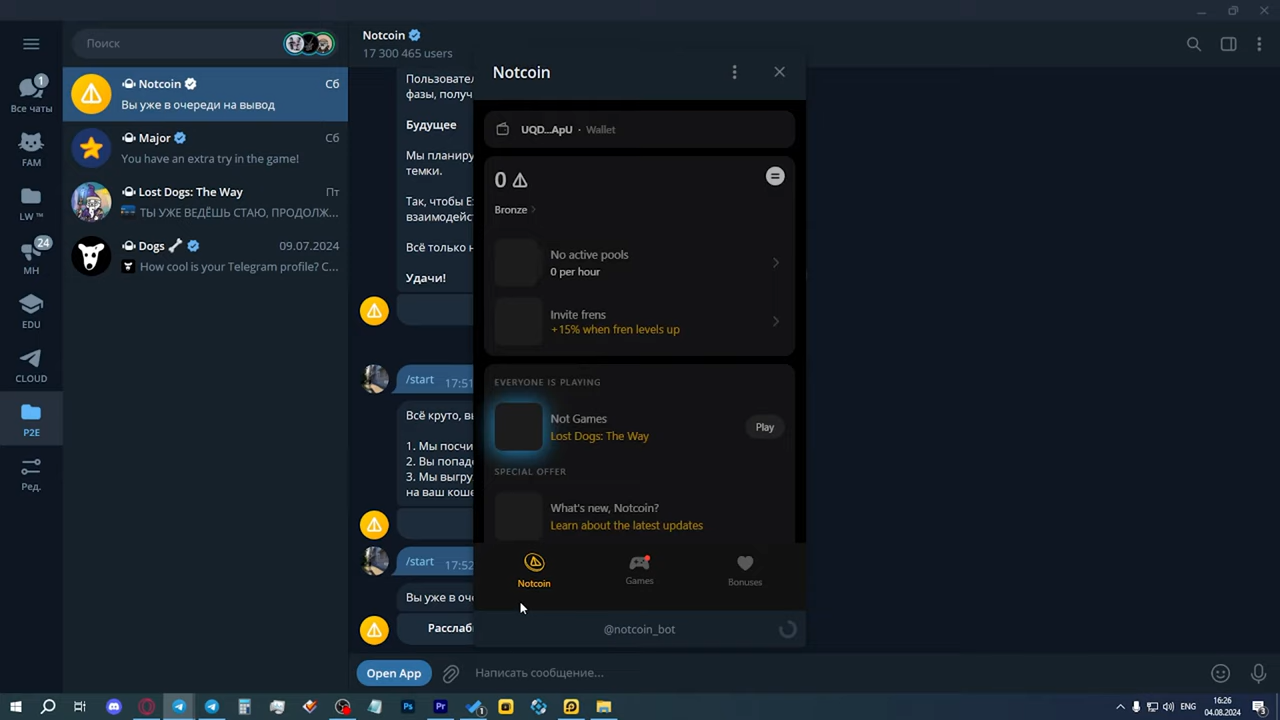 Поиск
1
Все чаты
FAM
LW ™
24
MH
EDU
CLOUD
P2E
Ред.
Notcoin
Сб
Вы уже в очереди на вывод
Major
Сб
You have an extra try in the game!
Lost Dogs: The Way
Пт
ТЫ УЖЕ ВЕДЁШЬ СТАЮ, ПРОДОЛЖ...
Dogs
09.07.2024
How cool is your Telegram profile? C...
Notcoin
17 300 465 users
Пользовател
фазы, получ
Будущее
Мы планиру
темки.
Так, чтобы Е
взаимодейст
Всё только н
Удачи!
/start
17:51
Всё круто, вы
1. Мы посчи
2. Вы попад
3. Мы выгру
на ваш коше
/start
17:52
Вы уже в оче
Расслаб
Notcoin
UQD...ApU · Wallet
0
Bronze
No active pools
0 per hour
Invite frens
+15% when fren levels up
EVERYONE IS PLAYING
Not Games
Lost Dogs: The Way
Play
SPECIAL OFFER
What's new, Notcoin?
Learn about the latest updates
Notcoin
Games
Bonuses
@notcoin_bot
Open App
Написать сообщение...
16:26
04.08.2024